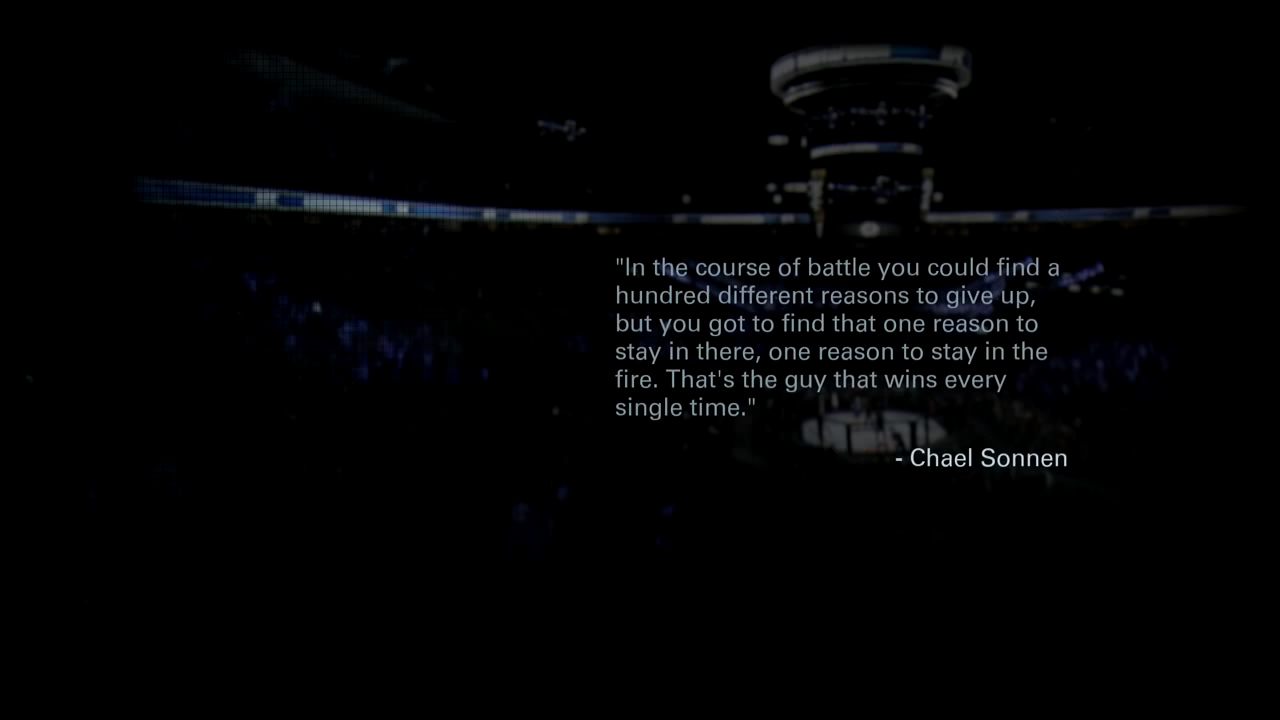 "In the course of battle you could find a
hundred different reasons to give up,
but you got to find that one reason to
stay in there, one reason to stay in the
fire. That's the guy that wins every
single time."
- Chael Sonnen